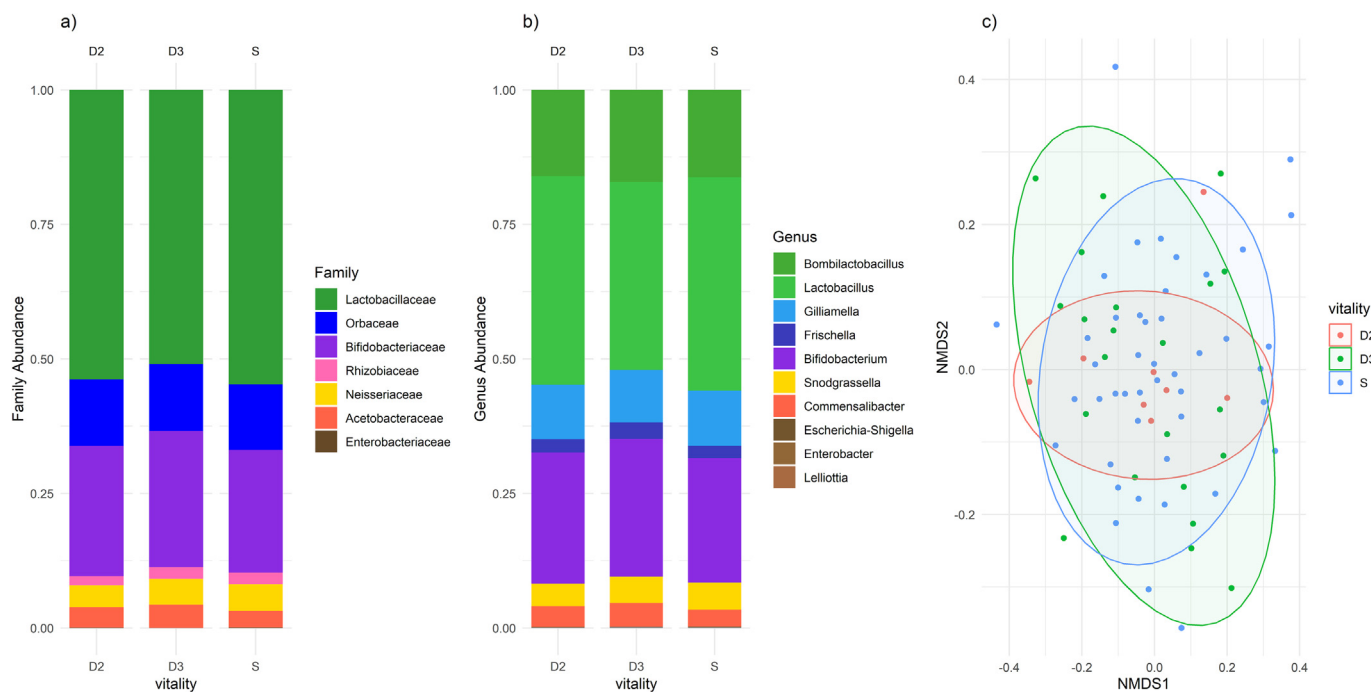 a)
D2 D3 S
1.00
0.75
0.50
0.25
0.00
Family Abundance
D2 D3 S
vitality
Family
Lactobacillaceae
Orbaceae
Bifidobacteriaceae
Rhizobiaceae
Neisseriaceae
Acetobacteraceae
Enterobacteriaceae
b)
D2 D3 S
1.00
0.75
0.50
0.25
0.00
Genus Abundance
D2 D3 S
vitality
Genus
Bombilactobacillus
Lactobacillus
Gilliamella
Frischella
Bifidobacterium
Snodgrassella
Commensalibacter
Escherichia-Shigella
Enterobacter
Lelliottia
c)
0.4
0.2
0.0
-0.2
NMDS2
-0.4 -0.2 0.0 0.2 0.4
NMDS1
vitality
D2
D3
S